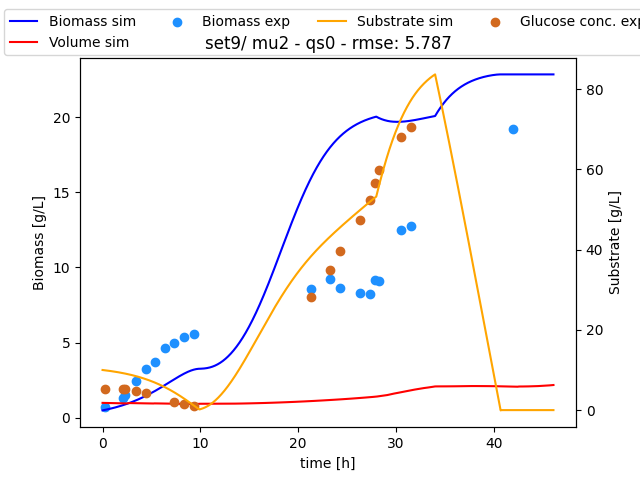 Biomass sim
Biomass exp
Substrate sim
Glucose conc. exp
Volume sim
set9/ mu2 - qs0 - rmse: 5.787
Biomass [g/L]
Substrate [g/L]
0
5
10
15
20
0
20
40
60
80
0
10
20
30
40
time [h]